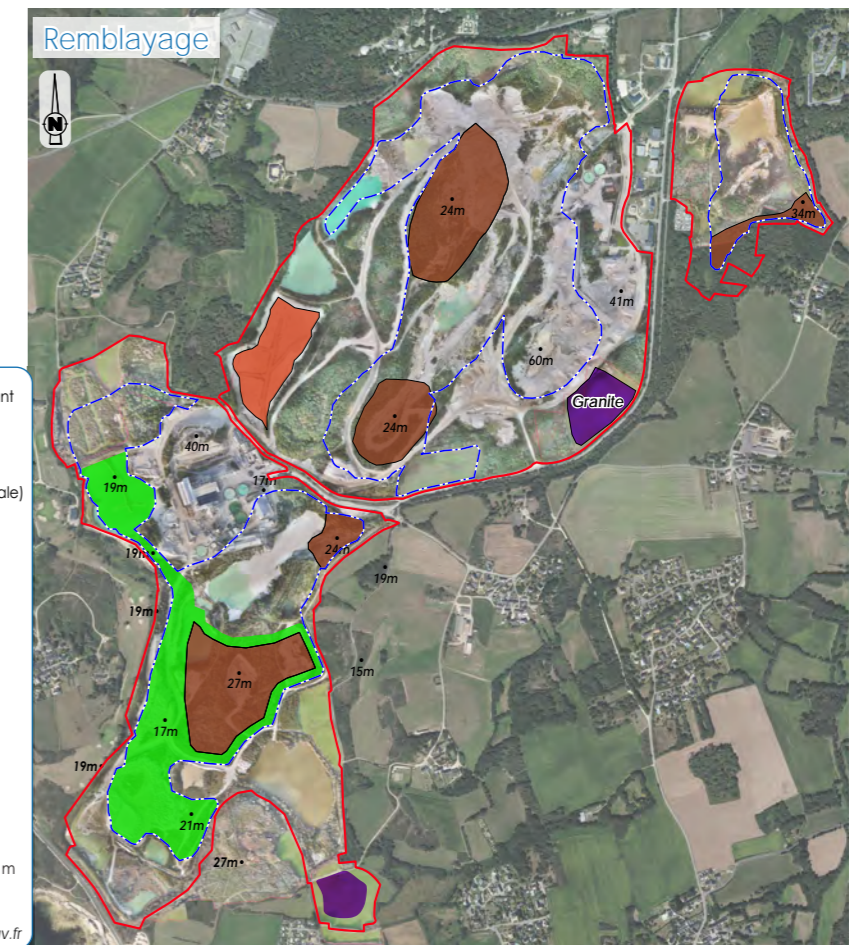 Remblayage
N
24m
34m
41m
60m
Granite
24m
40m
17m
19m
24m
19m
19m
19m
15m
27m
17m
19m
21m
27m
nt
ale)
m
v.fr